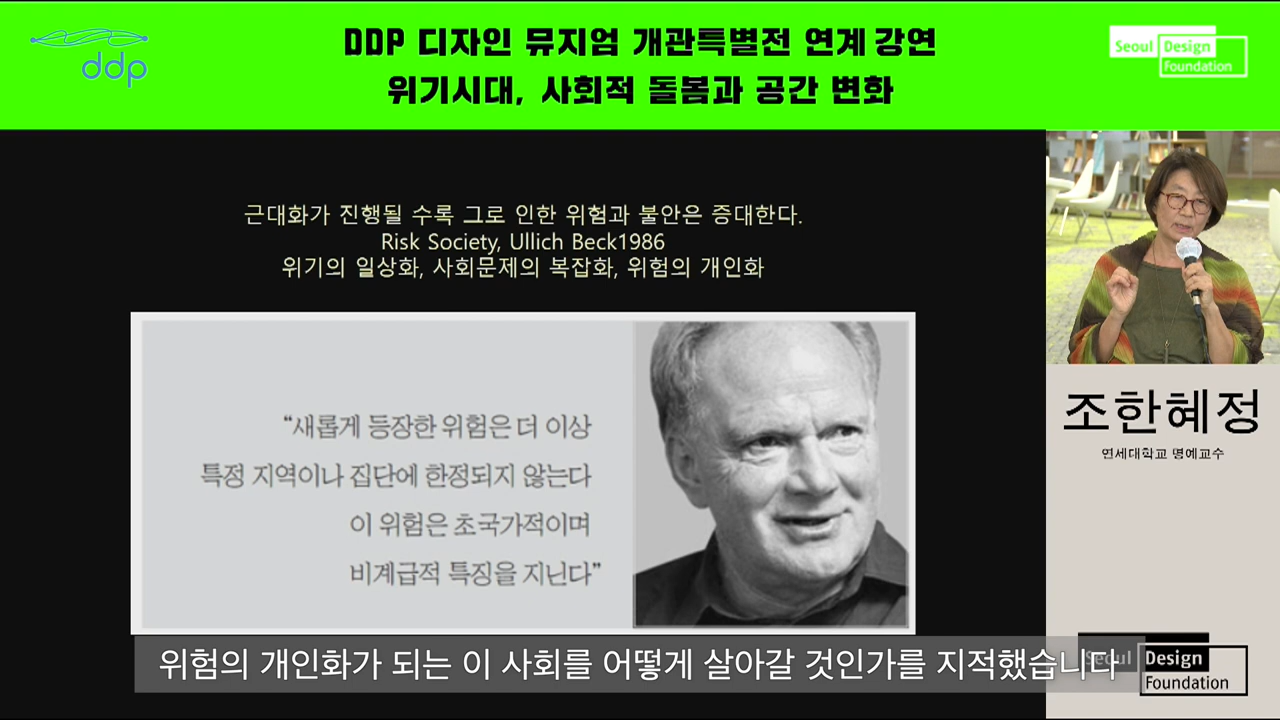 ddp
DDP 디자인 뮤지엄 개관특별전 연계 강연
위기시대, 사회적 돌봄과 공간 변화
Seoul Design
Foundation
근대화가 진행될 수록 그로 인한 위험과 불안은 증대한다.
Risk Society, Ullich Beck1986
위기의 일상화, 사회문제의 복잡화, 위험의 개인화
“새롭게 등장한 위험은 더 이상
특정 지역이나 집단에 한정되지 않는다
이 위험은 초국가적이며
비계급적 특징을 지닌다”
조한혜정
연세대학교 명예교수
위험의 개인화가 되는 이 사회를 어떻게 살아갈 것인가를 지적했습니다
Seoul Design
Foundation